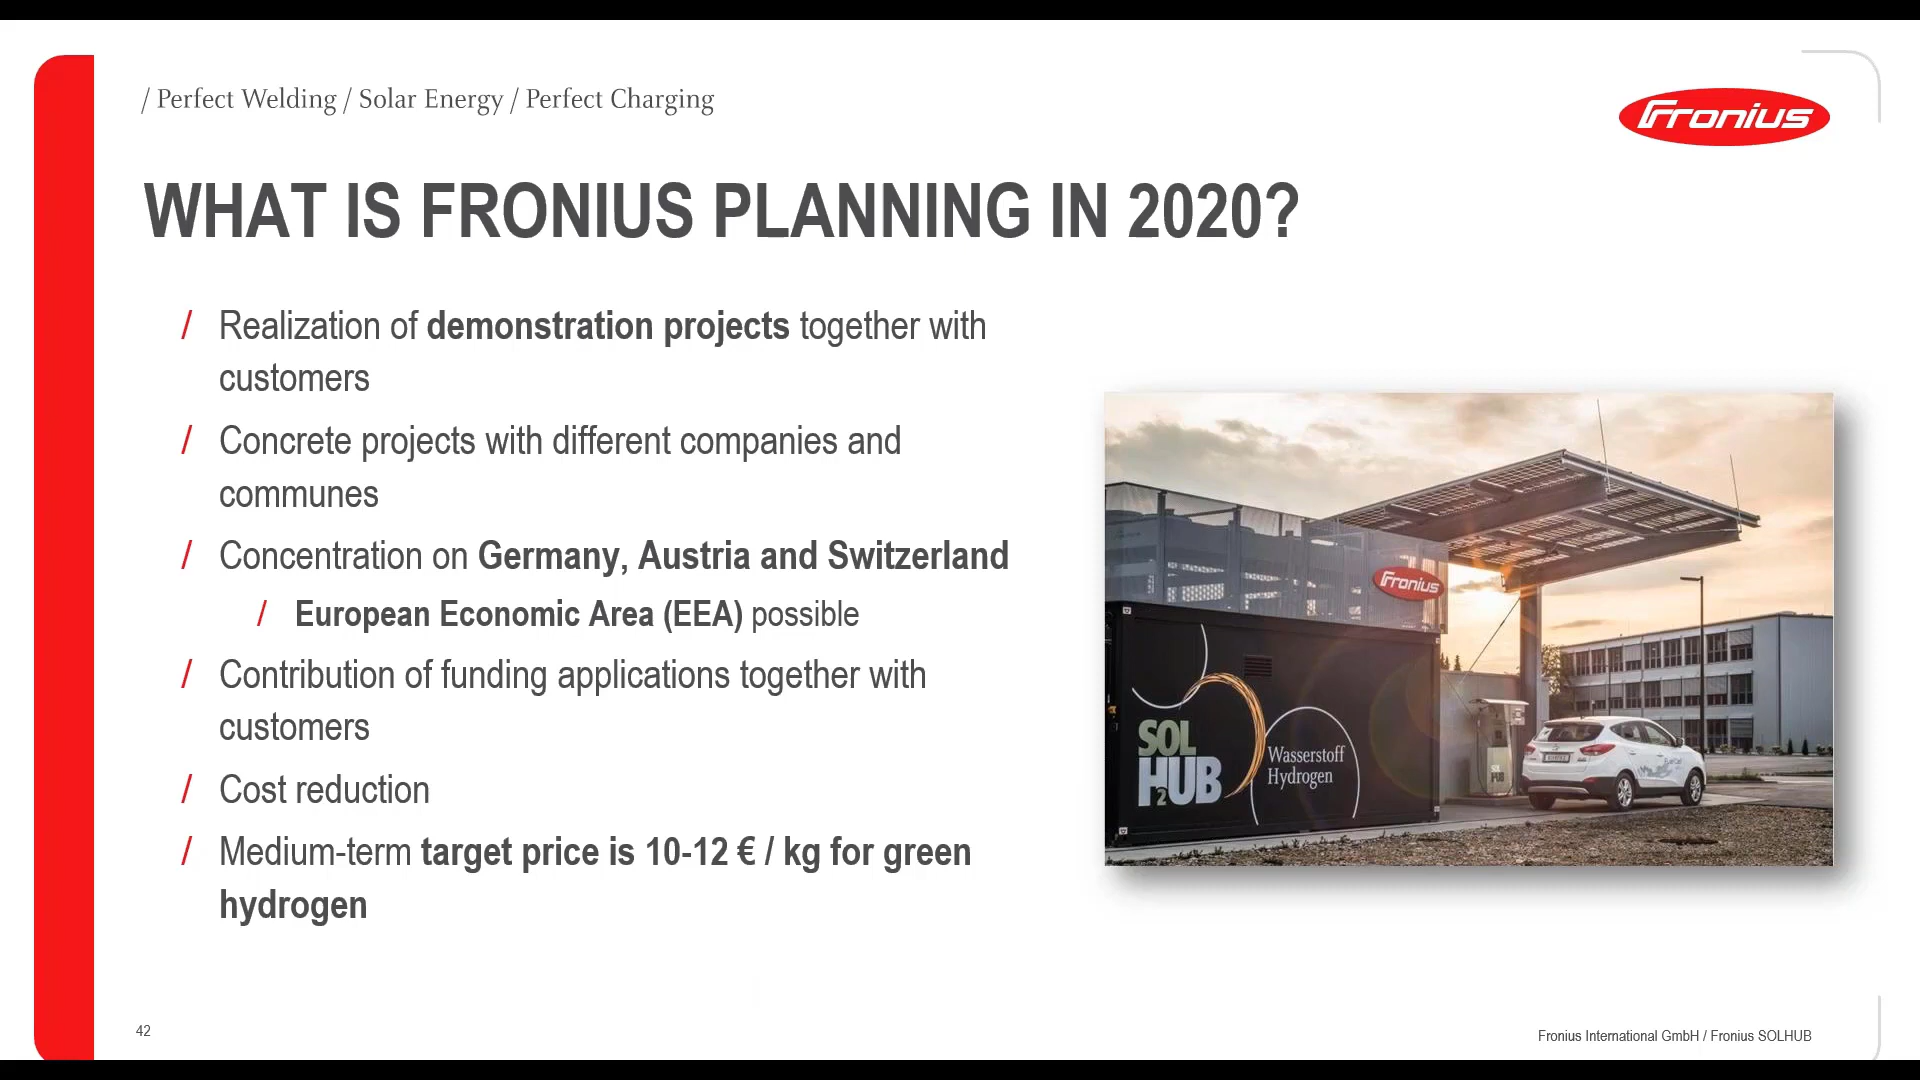 / Perfect Welding / Solar Energy / Perfect Charging
Fronius
WHAT IS FRONIUS PLANNING IN 2020?
/ Realization of demonstration projects together with
customers
/ Concrete projects with different companies and
communes
/ Concentration on Germany, Austria and Switzerland
/ European Economic Area (EEA) possible
/ Contribution of funding applications together with
customers
/ Cost reduction
/ Medium-term target price is 10-12 € / kg for green
hydrogen
Fronius
SOL
H2UB
Wasserstoff
Hydrogen
42
Fronius International GmbH / Fronius SOLHUB